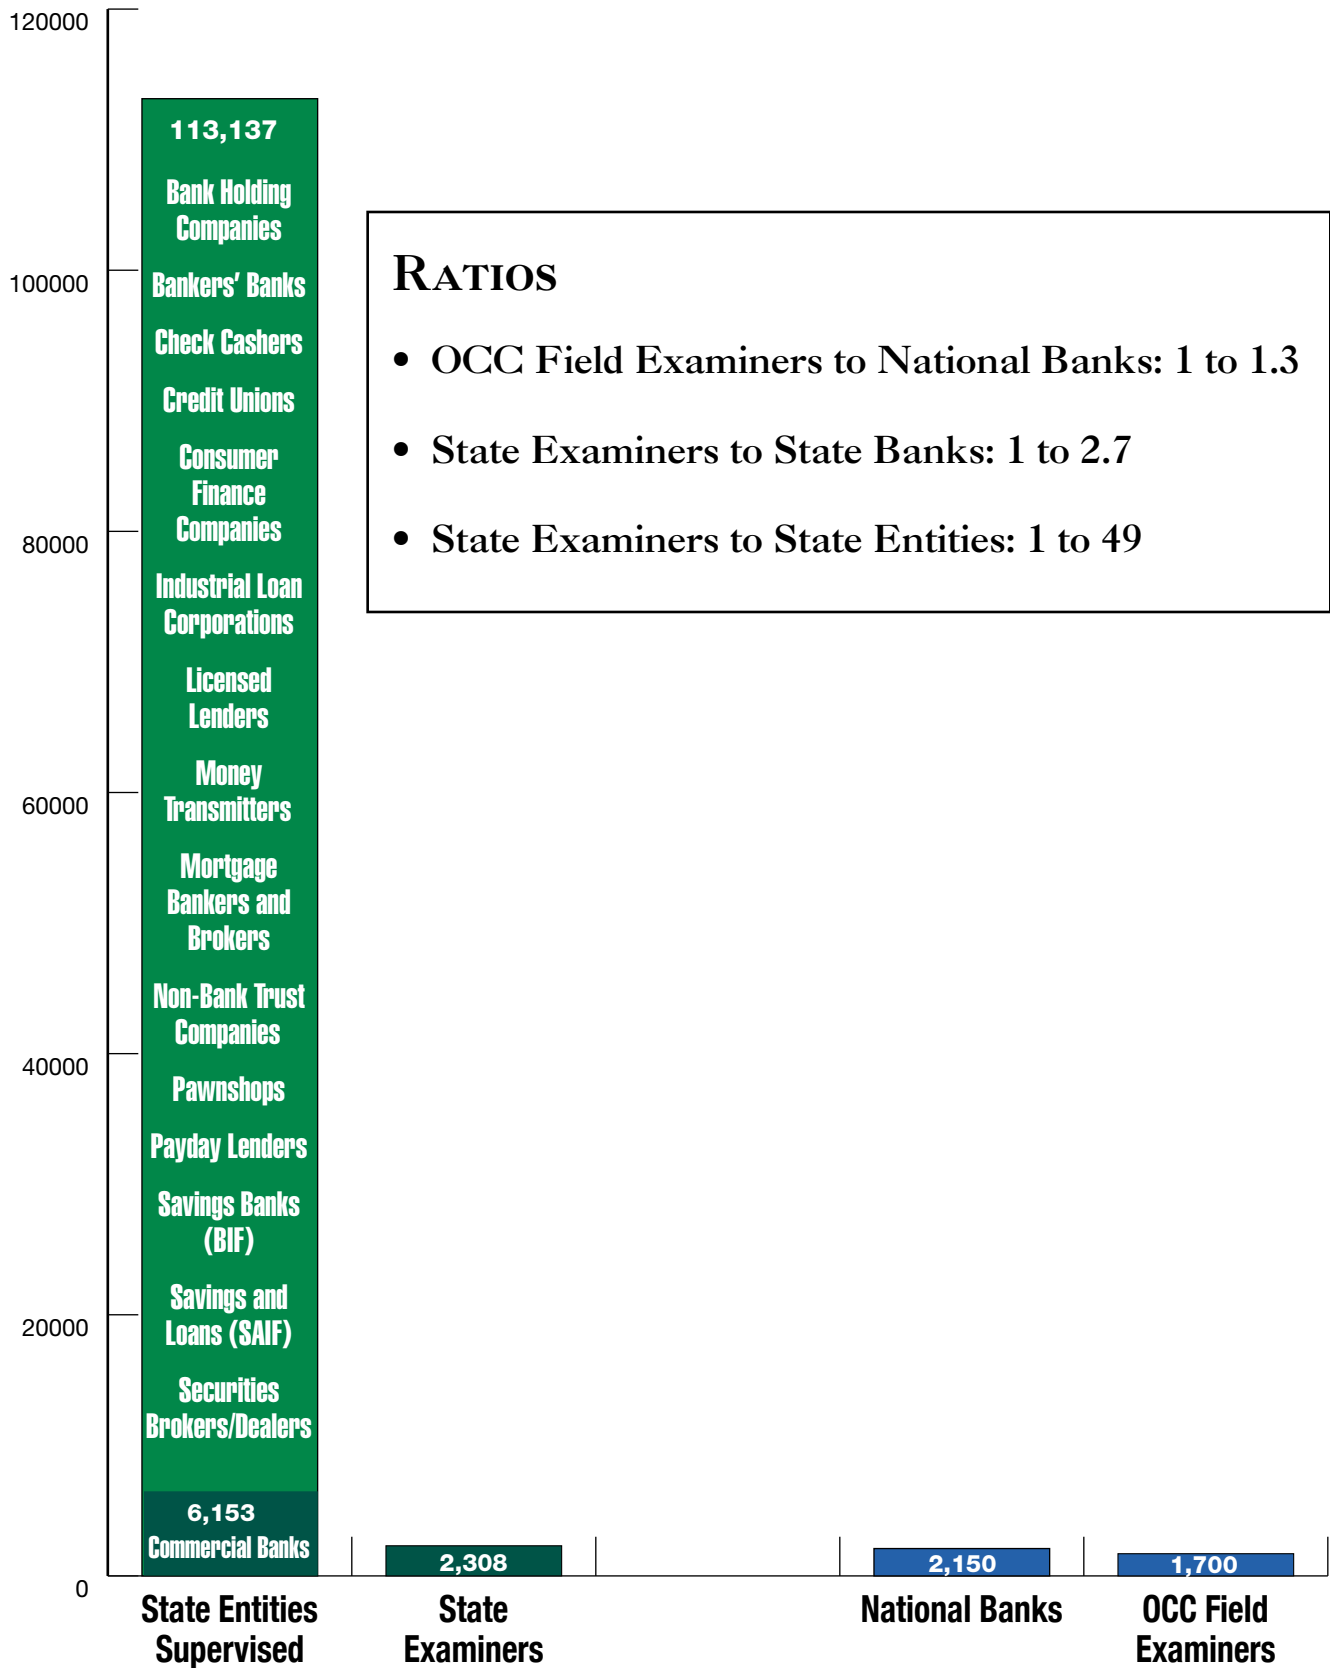 120000
100000
80000
60000
40000
20000
0
113,137
Bank Holding
Companies
Bankers' Banks
Check Cashers
Credit Unions
Consumer
Finance
Companies
Industrial Loan
Corporations
Licensed
Lenders
Money
Transmitters
Mortgage
Bankers and
Brokers
Non-Bank Trust
Companies
Pawnshops
Payday Lenders
Savings Banks
(BIF)
Savings and
Loans (SAIF)
Securities
Brokers/Dealers
6,153
Commercial Banks
RATIOS
• OCC Field Examiners to National Banks: 1 to 1.3
• State Examiners to State Banks: 1 to 2.7
• State Examiners to State Entities: 1 to 49
2,308
2,150
1,700
State Entities
Supervised
State
Examiners
National Banks
OCC Field
Examiners